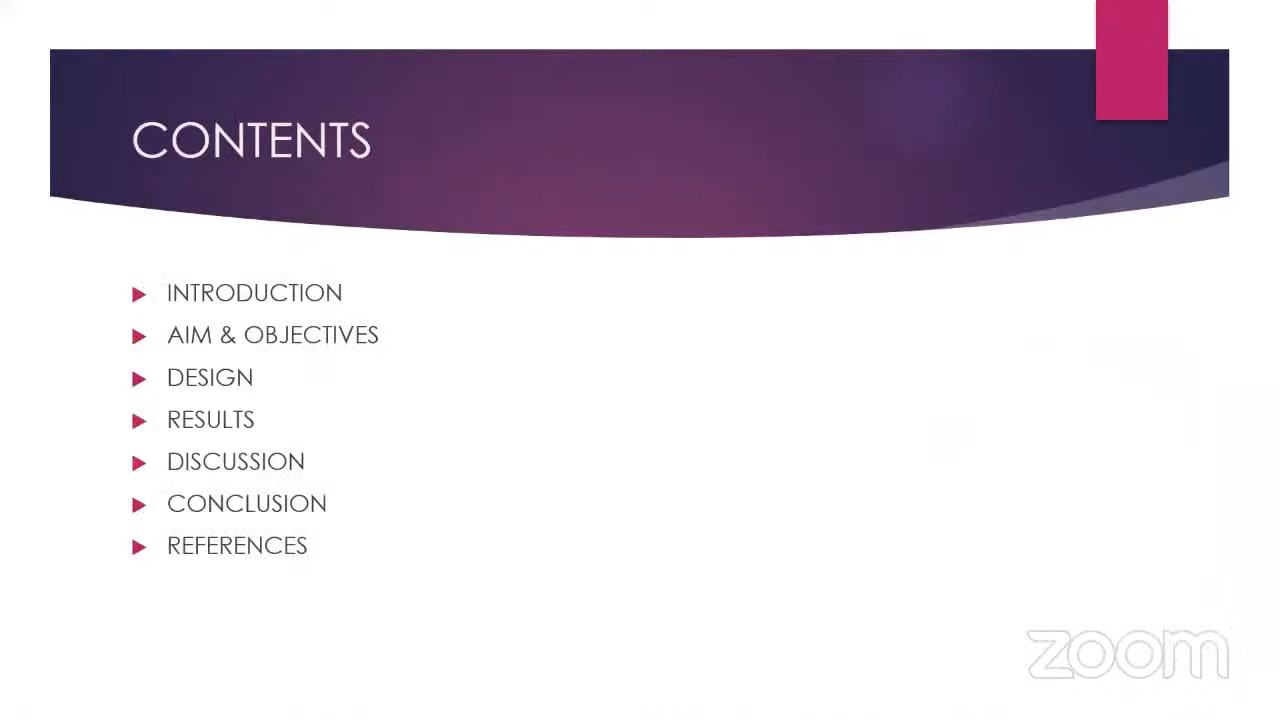 CONTENTS
INTRODUCTION
AIM & OBJECTIVES
DESIGN
RESULTS
DISCUSSION
CONCLUSION
REFERENCES
zoom